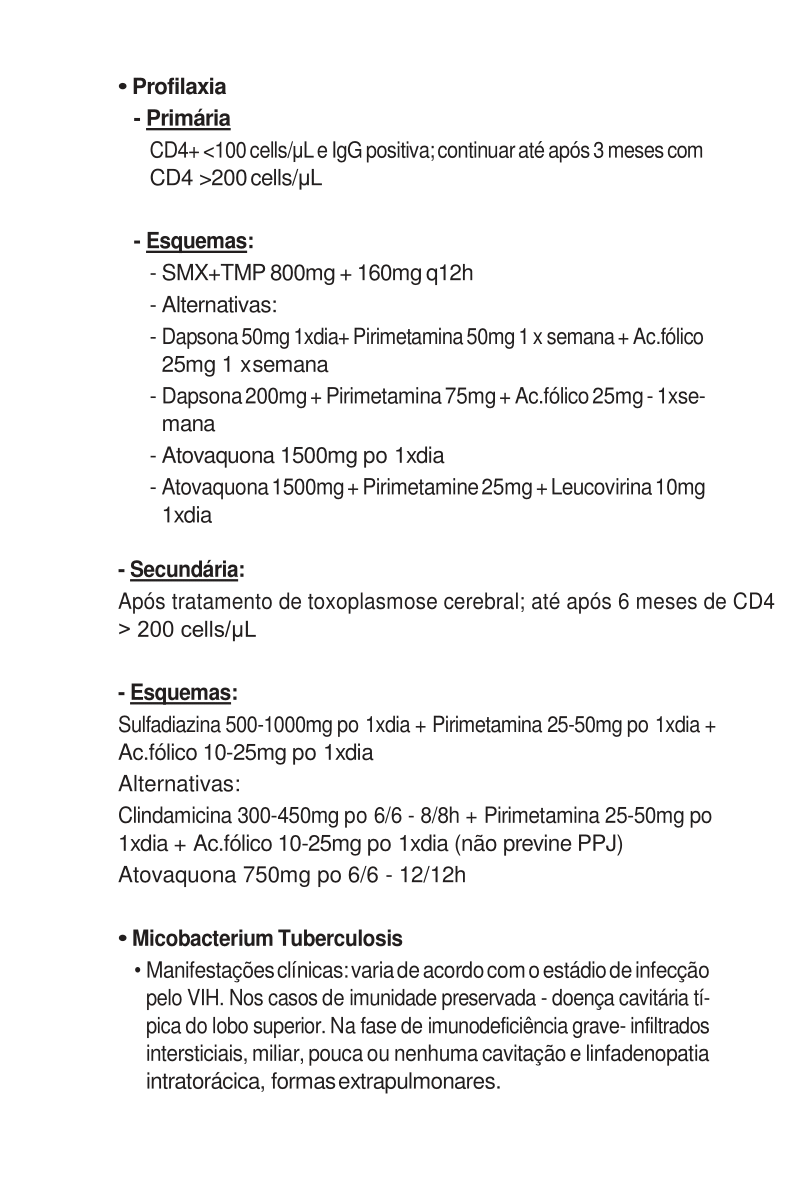 • Profilaxia
- Primária
CD4+ <100 cells/µL e IgG positiva; continuar até após 3 meses com
CD4 >200 cells/µL
- Esquemas:
- SMX+TMP 800mg + 160mg q12h
- Alternativas:
- Dapsona 50mg 1xdia+ Pirimetamina 50mg 1 x semana + Ac.fólico
25mg 1 xsemana
- Dapsona 200mg + Pirimetamina 75mg + Ac.fólico 25mg - 1xse-
mana
- Atovaquona 1500mg po 1xdia
- Atovaquona 1500mg + Pirimetamine 25mg + Leucovirina 10mg
1xdia
- Secundária:
Após tratamento de toxoplasmose cerebral; até após 6 meses de CD4
> 200 cells/µL
- Esquemas:
Sulfadiazina 500-1000mg po 1xdia + Pirimetamina 25-50mg po 1xdia +
Ac.fólico 10-25mg po 1xdia
Alternativas:
Clindamicina 300-450mg po 6/6 - 8/8h + Pirimetamina 25-50mg po
1xdia + Ac.fólico 10-25mg po 1xdia (não previne PPJ)
Atovaquona 750mg po 6/6 - 12/12h
• Micobacterium Tuberculosis
• Manifestações clínicas: varia de acordo com o estádio de infecção
pelo VIH. Nos casos de imunidade preservada - doença cavitária tí-
pica do lobo superior. Na fase de imunodeficiência grave- infiltrados
intersticiais, miliar, pouca ou nenhuma cavitação e linfadenopatia
intratorácica, formas extrapulmonares.